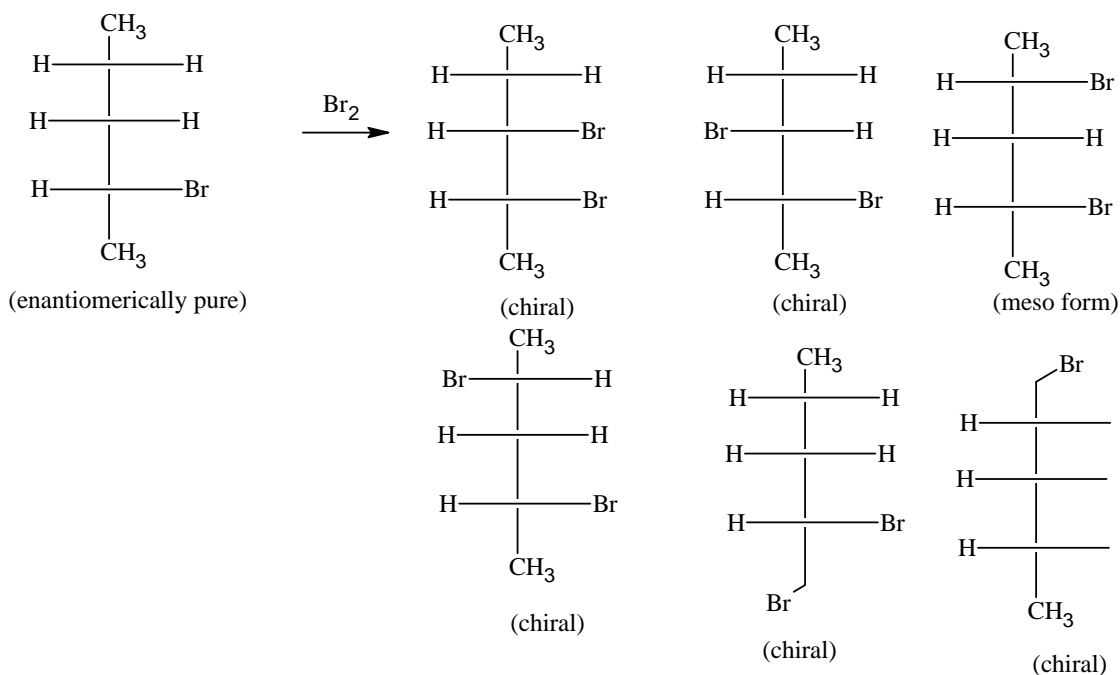 CH3
H H
H H
H Br
CH3
(enantiomerically pure)
Br2
CH3
H H
H Br
H Br
CH3
(chiral)
CH3
H H
Br H
H Br
CH3
(chiral)
CH3
H Br
H H
H Br
CH3
(meso form)
CH3
Br H
H H
H Br
CH3
(chiral)
CH3
H H
H H
H Br
Br
(chiral)
Br
H
H
H
CH3
(chiral)